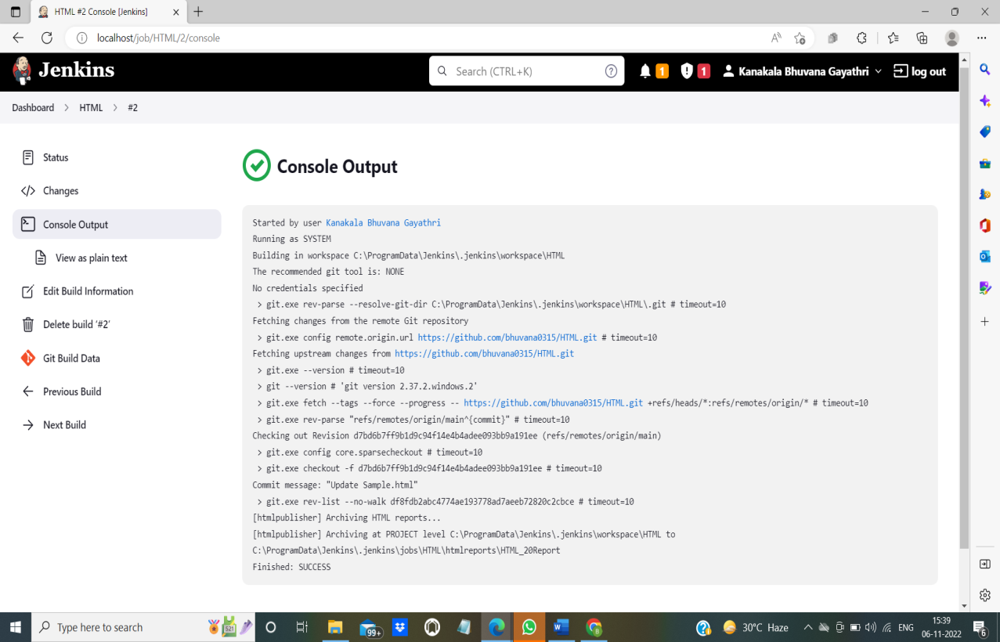 HTML #2 Console [Jenkins]
localhost/job/HTML/2/console
Jenkins
Search (CTRL+K)
1
1
Kanakala Bhuvana Gayathri
log out
Dashboard > HTML > #2
Status
Changes
Console Output
View as plain text
Edit Build Information
Delete build '#2'
Git Build Data
Previous Build
Next Build
Console Output
Started by user Kanakala Bhuvana Gayathri
Running as SYSTEM
Building in workspace C:\ProgramData\Jenkins\.jenkins\workspace\HTML
The recommended git tool is: NONE
No credentials specified
> git.exe rev-parse --resolve-git-dir C:\ProgramData\Jenkins\.jenkins\workspace\HTML\.git # timeout=10
Fetching changes from the remote Git repository
> git.exe config remote.origin.url https://github.com/bhuvana0315/HTML.git # timeout=10
Fetching upstream changes from https://github.com/bhuvana0315/HTML.git
> git.exe --version # timeout=10
> git --version # 'git version 2.37.2.windows.2'
> git.exe fetch --tags --force --progress -- https://github.com/bhuvana0315/HTML.git +refs/heads/*:refs/remotes/origin/* # timeout=10
> git.exe rev-parse "refs/remotes/origin/main^{commit}" # timeout=10
Checking out Revision d7bd6b7ff9b1d9c94f14e4b4adee093bb9a191ee (refs/remotes/origin/main)
> git.exe config core.sparsecheckout # timeout=10
> git.exe checkout -f d7bd6b7ff9b1d9c94f14e4b4adee093bb9a191ee # timeout=10
Commit message: "Update Sample.html"
> git.exe rev-list --no-walk df8fdb2abc4774ae193778ad7aeeb72820c2cbce # timeout=10
[htmlpublisher] Archiving HTML reports...
[htmlpublisher] Archiving at PROJECT level C:\ProgramData\Jenkins\.jenkins\workspace\HTML to
C:\ProgramData\Jenkins\.jenkins\jobs\HTML\htmlreports\HTML_20Report
Finished: SUCCESS
Type here to search
521
99+
30°C Haze
ENG
15:39
06-11-2022
6